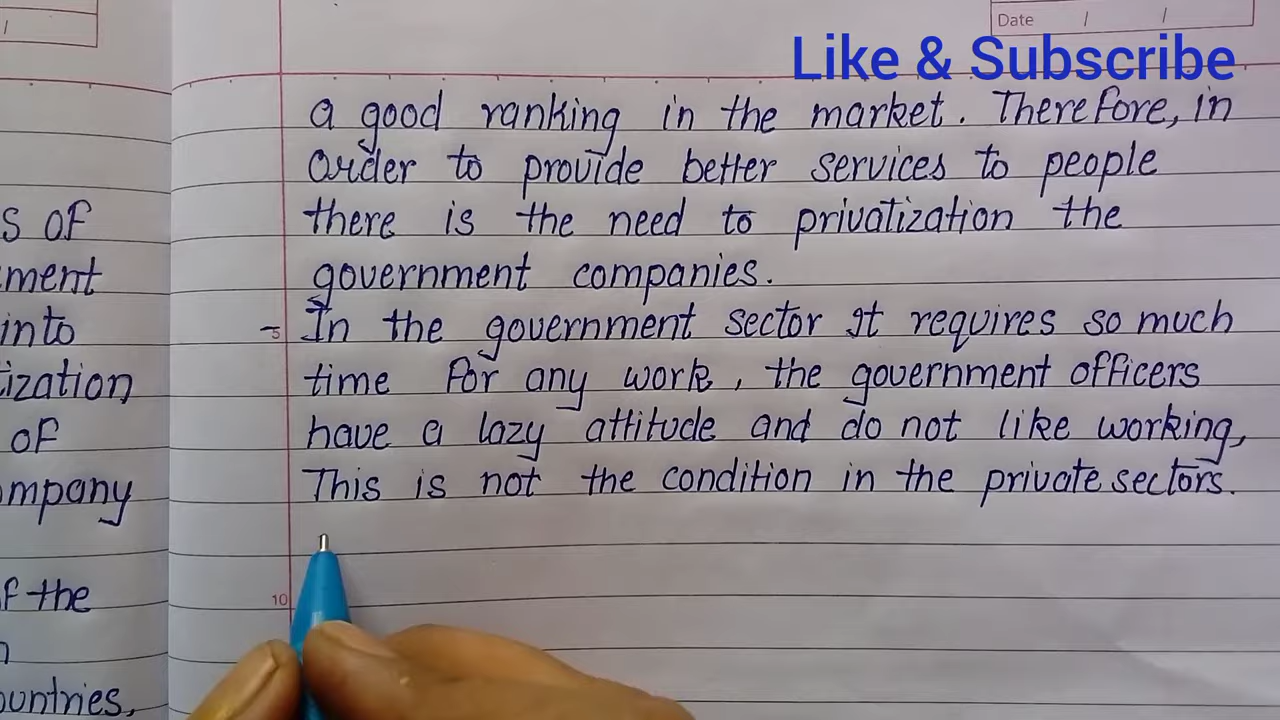 /
Date / /
Like & Subscribe
a good ranking in the market. Therefore, in
order to provide better services to people
there is the need to privatization the
government companies.
5 In the government sector It requires so much
time for any work, the government officers
have a lazy attitude and do not like working,
This is not the condition in the private sectors.
10
s of
ment
into
ization
of
ompany
f the
n
ountries,